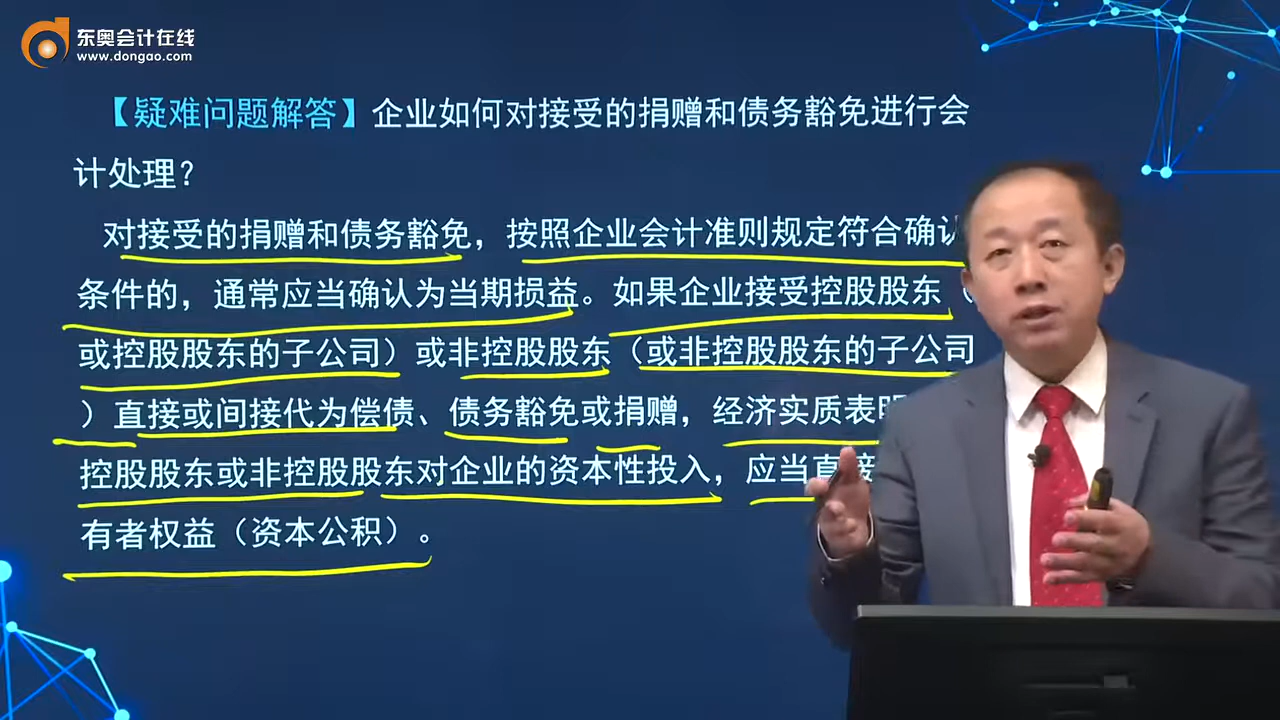 东奥会计在线
www.dongao.com
【疑难问题解答】企业如何对接受的捐赠和债务豁免进行会
计处理？
对接受的捐赠和债务豁免，按照企业会计准则规定符合确认
条件的，通常应当确认为当期损益。如果企业接受控股股东（
或控股股东的子公司）或非控股股东（或非控股股东的子公司
）直接或间接代为偿债、债务豁免或捐赠，经济实质表明
控股股东或非控股股东对企业的资本性投入，应当直接
有者权益（资本公积）。